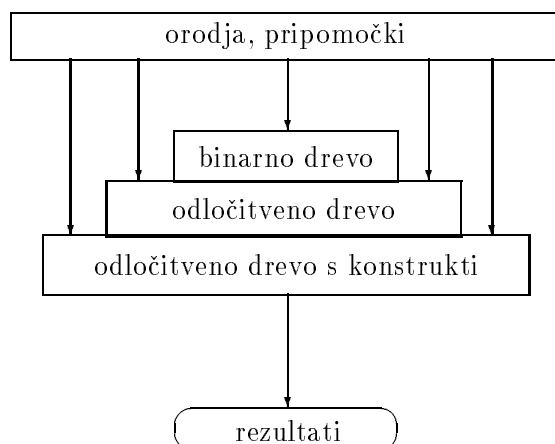 orodja, pripomočki
binarno drevo
odločitveno drevo
odločitveno drevo s konstrukti
rezultati